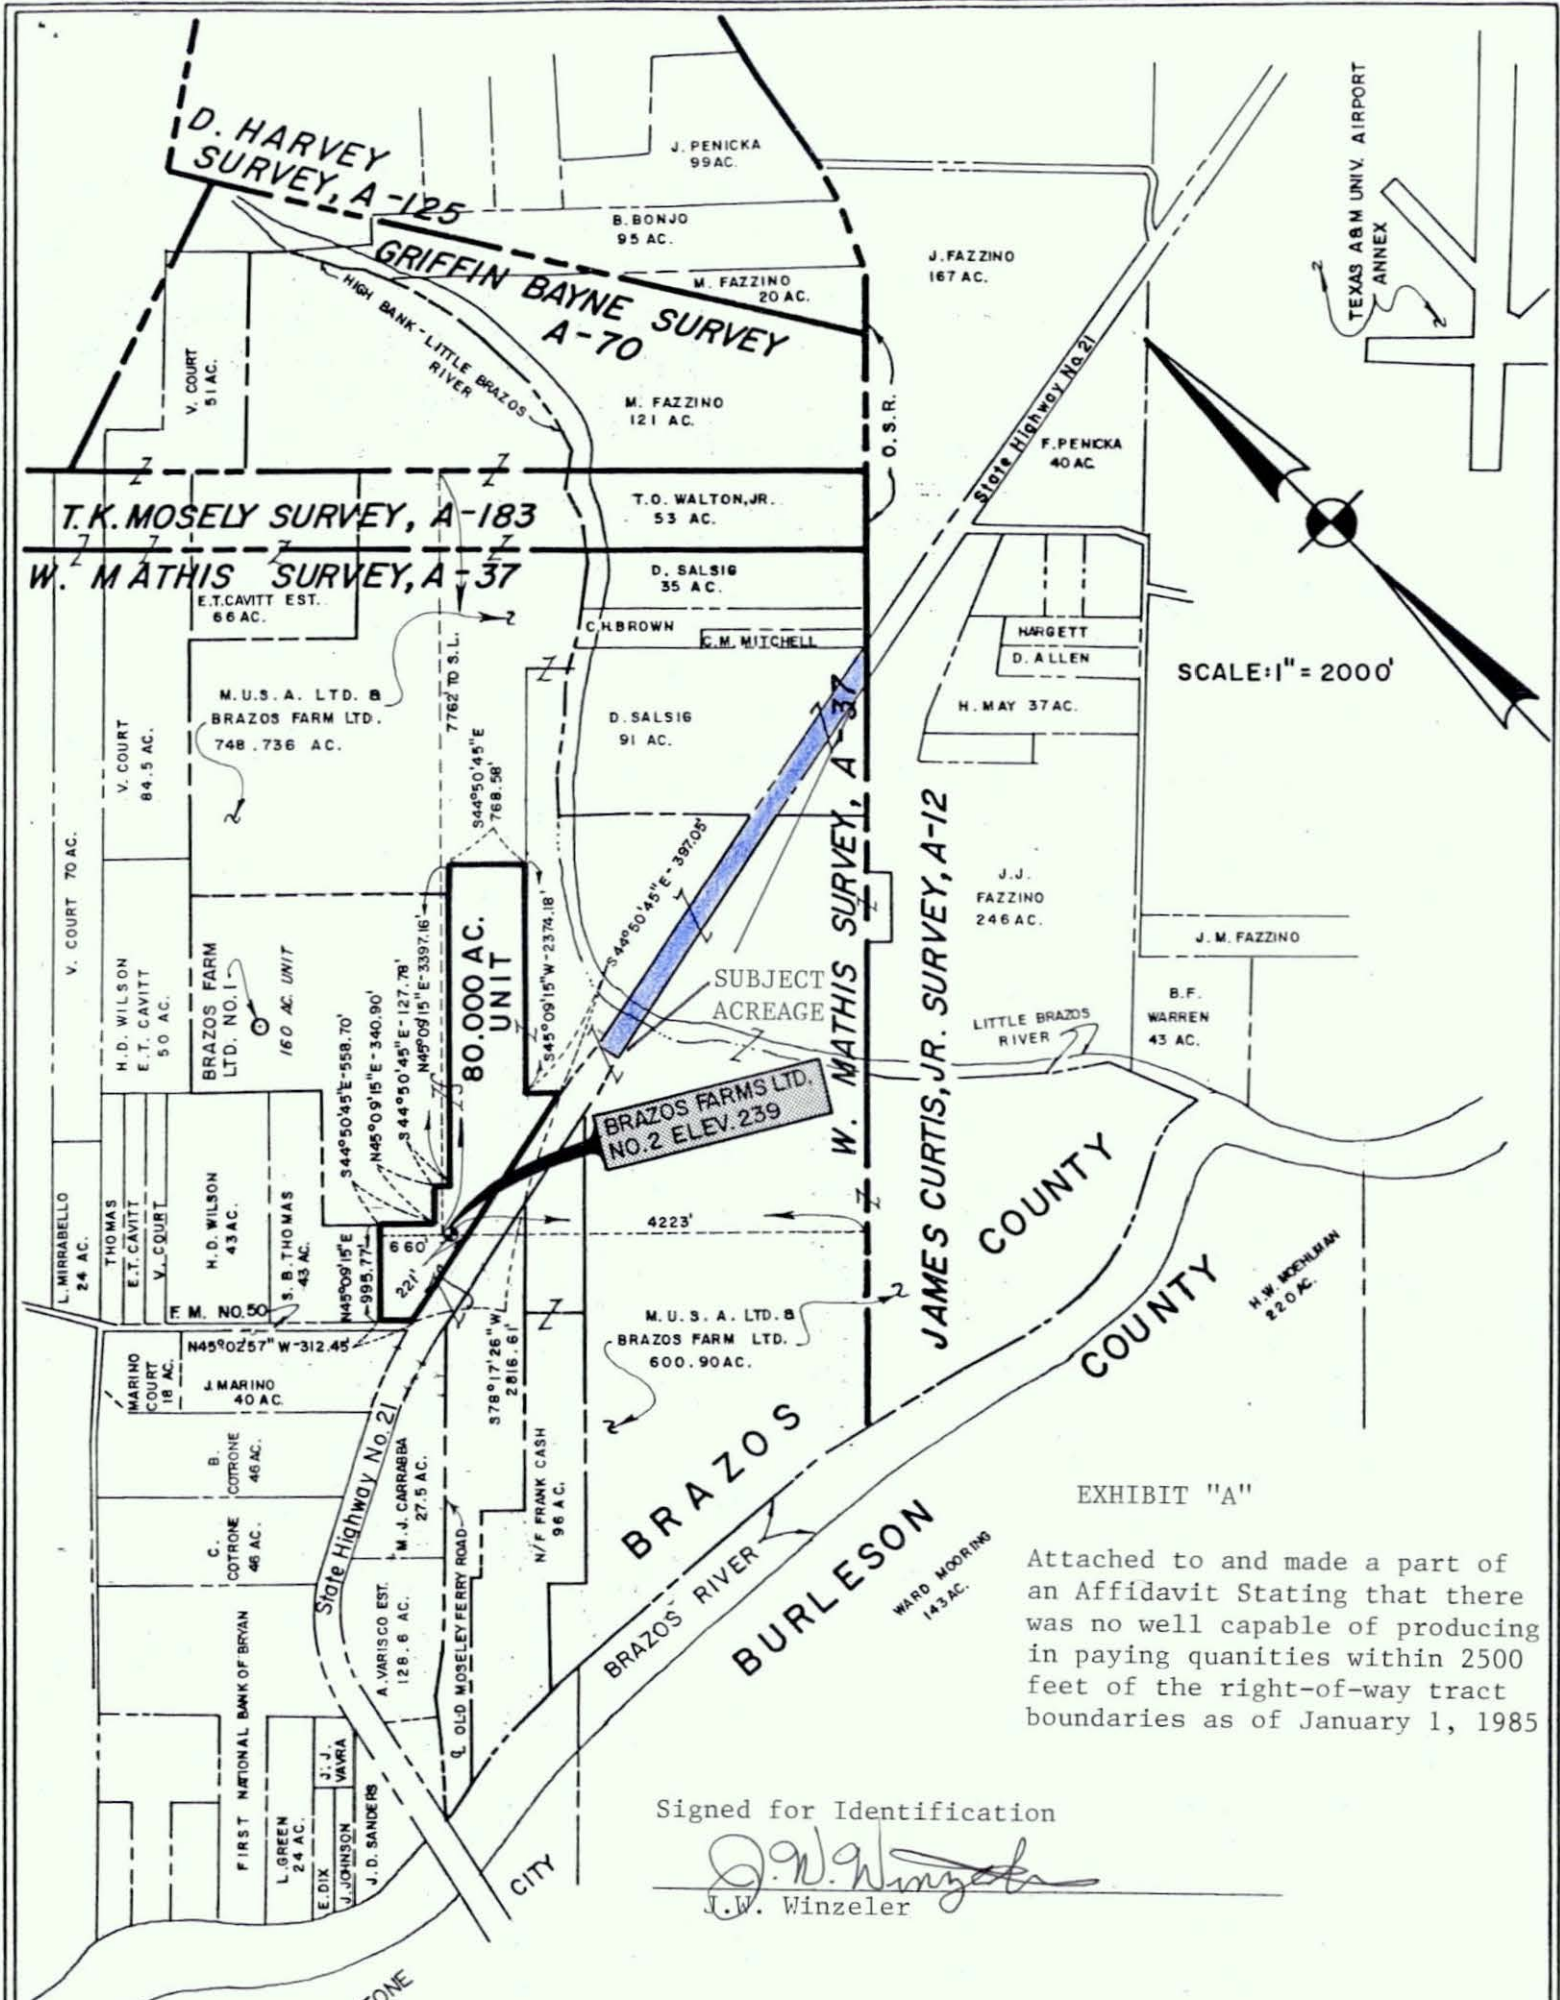 D. HARVEY
SURVEY, A-125
GRIFFIN BAYNE SURVEY
A-70
HIGH BANK - LITTLE BRAZOS
RIVER
J. PENICKA
99 AC.
B. BONJO
95 AC.
M. FAZZINO
20 AC.
J. FAZZINO
167 AC.
TEXAS A&M UNIV. AIRPORT
ANNEX
V. COURT
51 AC.
M. FAZZINO
121 AC.
O. S. R.
State Highway No. 21
F. PENICKA
40 AC.
T.K. MOSELY SURVEY, A-183
T.O. WALTON, JR.
53 AC.
W. MATHIS SURVEY, A-37
D. SALSIG
35 AC.
E.T. CAVITT EST.
66 AC.
C.H. BROWN
C.M. MITCHELL
HARGETT
D. ALLEN
SCALE: 1" = 2000'
H. MAY 37 AC.
M.U.S.A. LTD. &
BRAZOS FARM LTD.
748.736 AC.
7762' TO S.L.
D. SALSIG
91 AC.
V. COURT
84.5 AC.
V. COURT 70 AC.
S44°50'45"E
768.58'
S44°50'45"E - 397.05'
W. MATHIS SURVEY, A-37
JAMES CURTIS, JR. SURVEY, A-12
J.J.
FAZZINO
246 AC.
J. M. FAZZINO
B.F.
WARREN
43 AC.
LITTLE BRAZOS
RIVER
H.D. WILSON
E.T. CAVITT
50 AC.
BRAZOS FARM
LTD. NO. 1
160 AC. UNIT
80.000 AC.
UNIT
S44°50'45"E-558.70'
N45°09'15"E-340.90'
S44°50'45"E-127.78'
N45°09'15"E-3397.16'
S45°09'15"W-2374.18'
SUBJECT
ACREAGE
BRAZOS FARMS LTD.
NO. 2 ELEV. 239
4223'
660'
221'
N45°09'15"E
995.77'
L. MIRRABELLO
24 AC.
THOMAS
E.T. CAVITT
V. COURT
H.D. WILSON
43 AC.
S. B. THOMAS
43 AC.
F. M. NO. 50
N45°02'57"W-312.45'
M.U.S.A. LTD. &
BRAZOS FARM LTD.
600.90 AC.
S78°17'26"W
2816.61'
MARINO
COURT
18 AC.
J. MARINO
40 AC.
B.
COTRONE
46 AC.
C.
COTRONE
46 AC.
State Highway No. 21
M. J. CARRABBA
27.5 AC.
N/F FRANK CASH
96 AC.
A. VARISCO EST.
128.6 AC.
℄ OLD MOSELEY FERRY ROAD
BRAZOS
COUNTY
BURLESON
COUNTY
BRAZOS RIVER
WARD MOORING
143 AC.
H.W. MOEHLMAN
220 AC.
FIRST NATIONAL BANK OF BRYAN
L. GREEN
24 AC.
J. J.
VAVRA
E. DIX
J. JOHNSON
J. D. SANDERS
CITY
EXHIBIT "A"
Attached to and made a part of
an Affidavit Stating that there
was no well capable of producing
in paying quanities within 2500
feet of the right-of-way tract
boundaries as of January 1, 1985
Signed for Identification
J.W. Winzeler
J.W. Winzeler